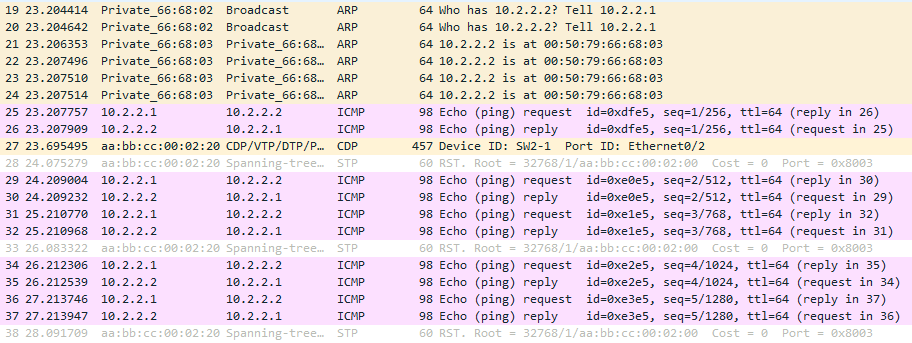 19 23.204414 Private_66:68:02 Broadcast ARP 64 Who has 10.2.2.2? Tell 10.2.2.1
20 23.204642 Private_66:68:02 Broadcast ARP 64 Who has 10.2.2.2? Tell 10.2.2.1
21 23.206353 Private_66:68:03 Private_66:68… ARP 64 10.2.2.2 is at 00:50:79:66:68:03
22 23.207496 Private_66:68:03 Private_66:68… ARP 64 10.2.2.2 is at 00:50:79:66:68:03
23 23.207510 Private_66:68:03 Private_66:68… ARP 64 10.2.2.2 is at 00:50:79:66:68:03
24 23.207514 Private_66:68:03 Private_66:68… ARP 64 10.2.2.2 is at 00:50:79:66:68:03
25 23.207757 10.2.2.1 10.2.2.2 ICMP 98 Echo (ping) request id=0xdfe5, seq=1/256, ttl=64 (reply in 26)
26 23.207909 10.2.2.2 10.2.2.1 ICMP 98 Echo (ping) reply id=0xdfe5, seq=1/256, ttl=64 (request in 25)
27 23.695495 aa:bb:cc:00:02:20 CDP/VTP/DTP/P… CDP 457 Device ID: SW2-1 Port ID: Ethernet0/2
28 24.075279 aa:bb:cc:00:02:20 Spanning-tree… STP 60 RST. Root = 32768/1/aa:bb:cc:00:02:00 Cost = 0 Port = 0x8003
29 24.209004 10.2.2.1 10.2.2.2 ICMP 98 Echo (ping) request id=0xe0e5, seq=2/512, ttl=64 (reply in 30)
30 24.209232 10.2.2.2 10.2.2.1 ICMP 98 Echo (ping) reply id=0xe0e5, seq=2/512, ttl=64 (request in 29)
31 25.210770 10.2.2.1 10.2.2.2 ICMP 98 Echo (ping) request id=0xe1e5, seq=3/768, ttl=64 (reply in 32)
32 25.210968 10.2.2.2 10.2.2.1 ICMP 98 Echo (ping) reply id=0xe1e5, seq=3/768, ttl=64 (request in 31)
33 26.083322 aa:bb:cc:00:02:20 Spanning-tree… STP 60 RST. Root = 32768/1/aa:bb:cc:00:02:00 Cost = 0 Port = 0x8003
34 26.212306 10.2.2.1 10.2.2.2 ICMP 98 Echo (ping) request id=0xe2e5, seq=4/1024, ttl=64 (reply in 35)
35 26.212539 10.2.2.2 10.2.2.1 ICMP 98 Echo (ping) reply id=0xe2e5, seq=4/1024, ttl=64 (request in 34)
36 27.213746 10.2.2.1 10.2.2.2 ICMP 98 Echo (ping) request id=0xe3e5, seq=5/1280, ttl=64 (reply in 37)
37 27.213947 10.2.2.2 10.2.2.1 ICMP 98 Echo (ping) reply id=0xe3e5, seq=5/1280, ttl=64 (request in 36)
38 28.091709 aa:bb:cc:00:02:20 Spanning-tree… STP 60 RST. Root = 32768/1/aa:bb:cc:00:02:00 Cost = 0 Port = 0x8003